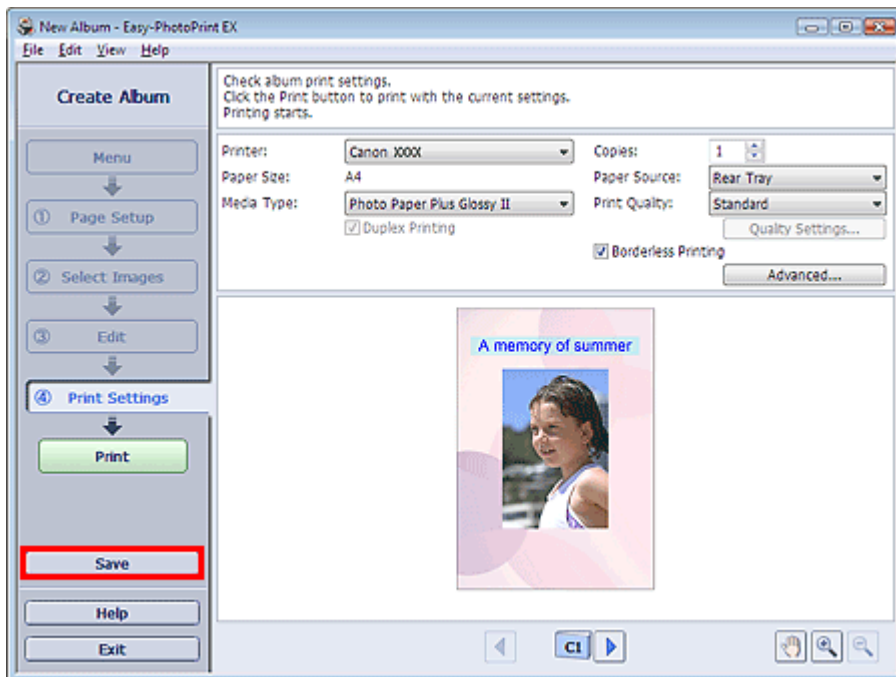 New Album - Easy-PhotoPrint EX
File Edit View Help
Create Album
Menu
① Page Setup
② Select Images
③ Edit
④ Print Settings
Print
Save
Help
Exit
Check album print settings.
Click the Print button to print with the current settings.
Printing starts.
Printer: Canon XXXX Copies: 1
Paper Size: A4 Paper Source: Rear Tray
Media Type: Photo Paper Plus Glossy II Print Quality: Standard
Duplex Printing Quality Settings...
Borderless Printing
Advanced...
A memory of summer
C1